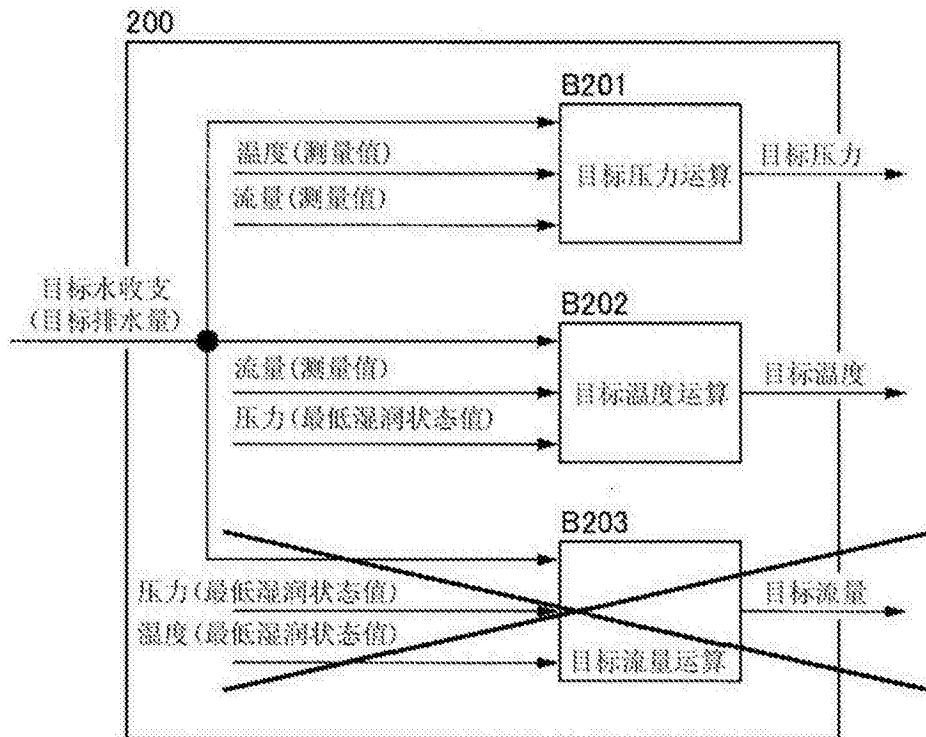 200
B201
温度(测量值)
流量(测量值)
目标压力运算
目标压力
目标水收支
(目标排水量)
B202
流量(测量值)
压力(最低湿润状态值)
目标温度运算
目标温度
B203
压力(最低湿润状态值)
温度(最低湿润状态值)
目标流量运算
目标流量